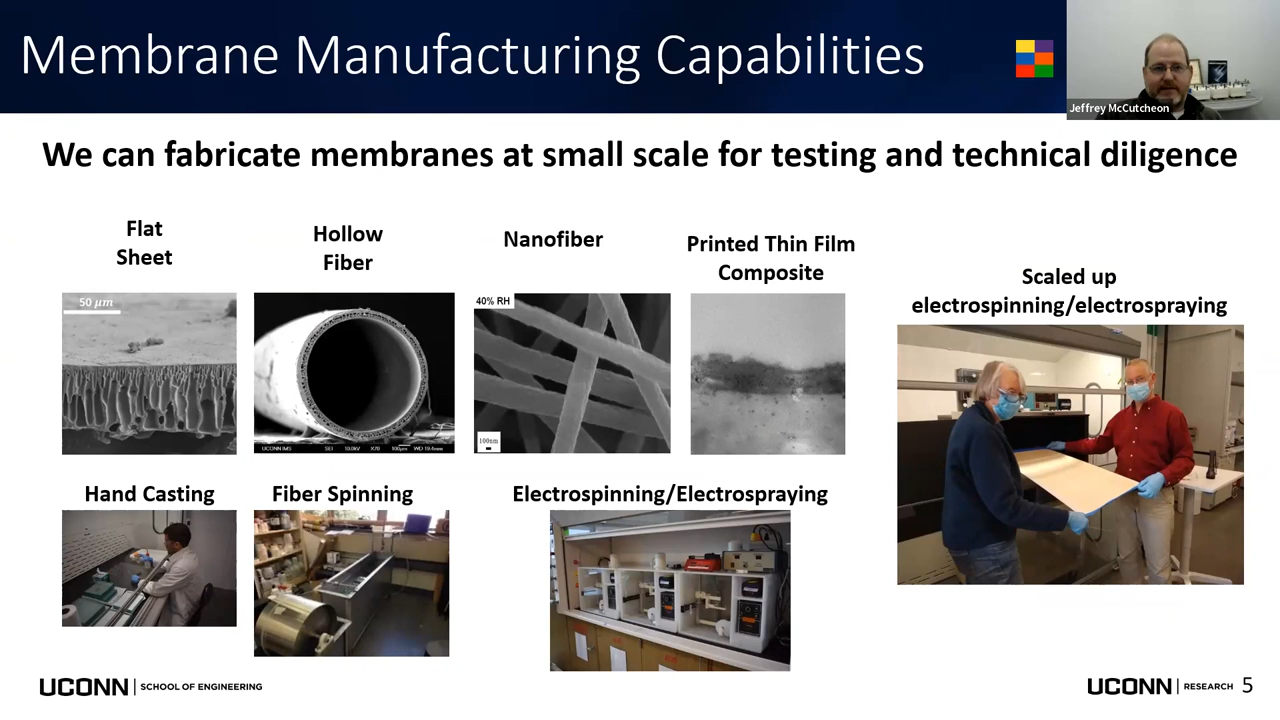 Membrane Manufacturing Capabilities
Jeffrey McCutcheon
We can fabricate membranes at small scale for testing and technical diligence
Flat
Sheet
Hollow
Fiber
Nanofiber
Printed Thin Film
Composite
Scaled up
electrospinning/electrospraying
50 μm
UCONN IMS SEI 10.0kV X70 100μm WD 19.4mm
40% RH
100nm
Hand Casting
Fiber Spinning
Electrospinning/Electrospraying
UCONN | SCHOOL OF ENGINEERING
UCONN | RESEARCH 5